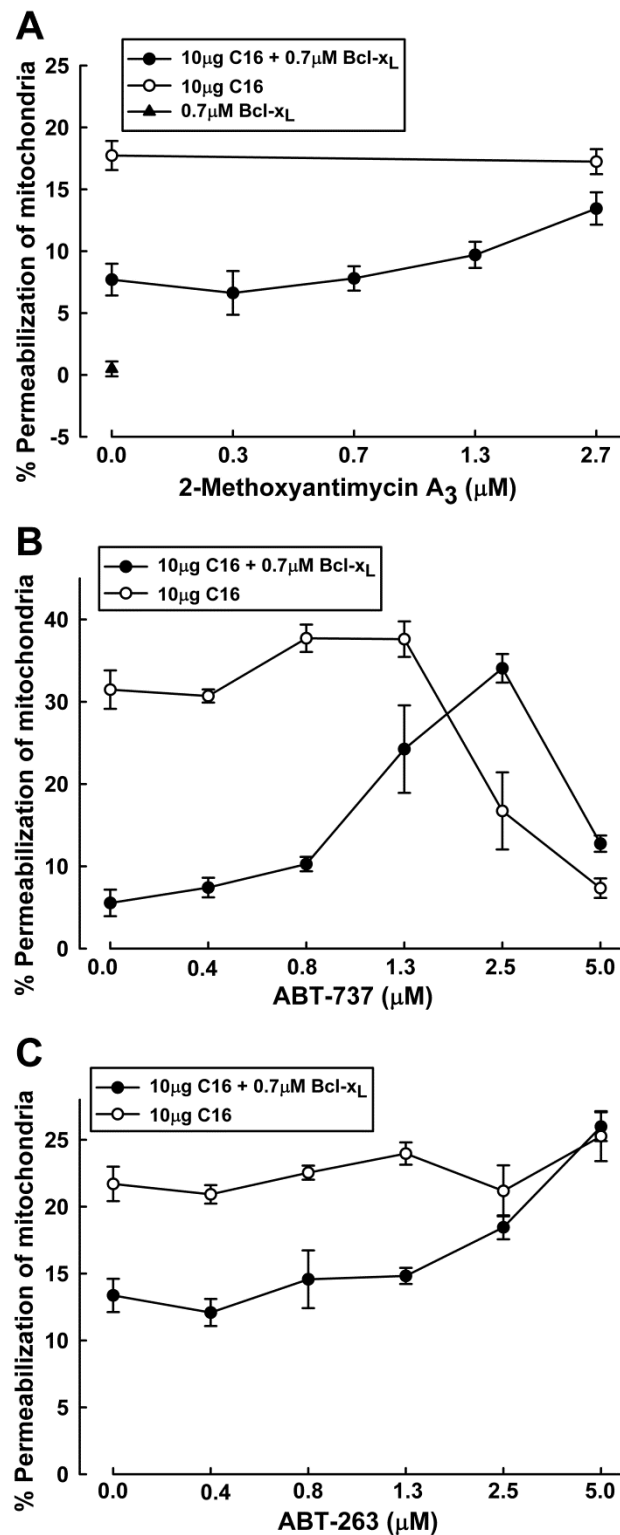 A
% Permeabilization of mitochondria
10μg C16 + 0.7μM Bcl-xL
10μg C16
0.7μM Bcl-xL
25
20
15
10
5
0
-5
0.0 0.3 0.7 1.3 2.7
2-Methoxyantimycin A3 (μM)
B
% Permeabilization of mitochondria
10μg C16 + 0.7μM Bcl-xL
10μg C16
40
30
20
10
0
0.0 0.4 0.8 1.3 2.5 5.0
ABT-737 (μM)
C
% Permeabilization of mitochondria
10μg C16 + 0.7μM Bcl-xL
10μg C16
25
20
15
10
5
0
0.0 0.4 0.8 1.3 2.5 5.0
ABT-263 (μM)